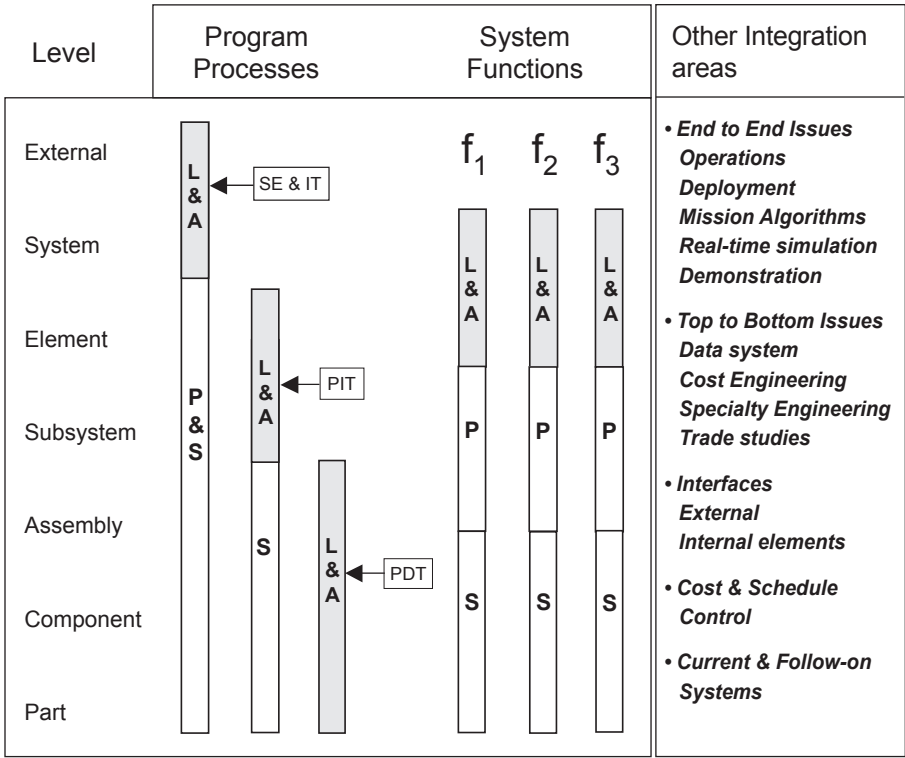 Level
Program
Processes
System
Functions
Other Integration
areas
External
System
Element
Subsystem
Assembly
Component
Part
L
&
A
SE & IT
P
&
S
L
&
A
PIT
S
L
&
A
PDT
f1
f2
f3
L
&
A
L
&
A
L
&
A
P
P
P
S
S
S
• End to End Issues
Operations
Deployment
Mission Algorithms
Real-time simulation
Demonstration
• Top to Bottom Issues
Data system
Cost Engineering
Specialty Engineering
Trade studies
• Interfaces
External
Internal elements
• Cost & Schedule
Control
• Current & Follow-on
Systems